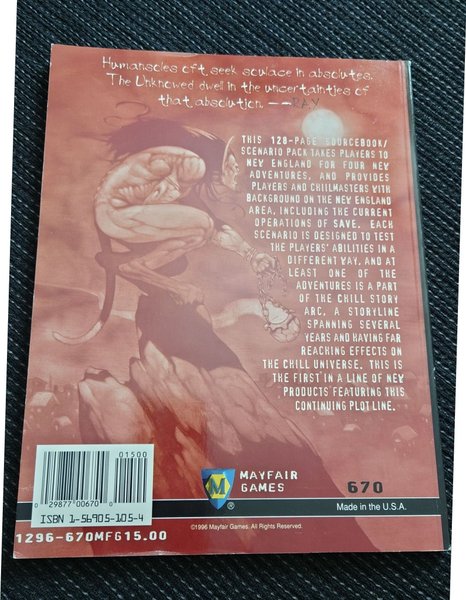 Humansoles oft seek soulace in absolutes.
The Unknowed dwell in the uncertainties of
that absolution. --RAY
THIS 128-PAGE SOURCEBOOK/
SCENARIO PACK TAKES PLAYERS TO
NEW ENGLAND FOR FOUR NEW
ADVENTURES, AND PROVIDES
PLAYERS AND CHILLMASTERS WITH
BACKGROUND ON THE NEW ENGLAND
AREA, INCLUDING THE CURRENT
OPERATIONS OF SAVE. EACH
SCENARIO IS DESIGNED TO TEST
THE PLAYERS' ABILITIES IN A
DIFFERENT WAY, AND AT
LEAST ONE OF THE
ADVENTURES IS A PART
OF THE CHILL STORY
ARC, A STORYLINE
SPANNING SEVERAL
YEARS AND HAVING FAR
REACHING EFFECTS ON
THE CHILL UNIVERSE. THIS IS
THE FIRST IN A LINE OF NEW
PRODUCTS FEATURING THIS
CONTINUING PLOT LINE.
01500
0 29877 00670 0
ISBN 1-56905-105-4
1296-670MFG15.00
M
®
MAYFAIR
GAMES
670
Made in the U.S.A.
©1996 Mayfair Games. All Rights Reserved.